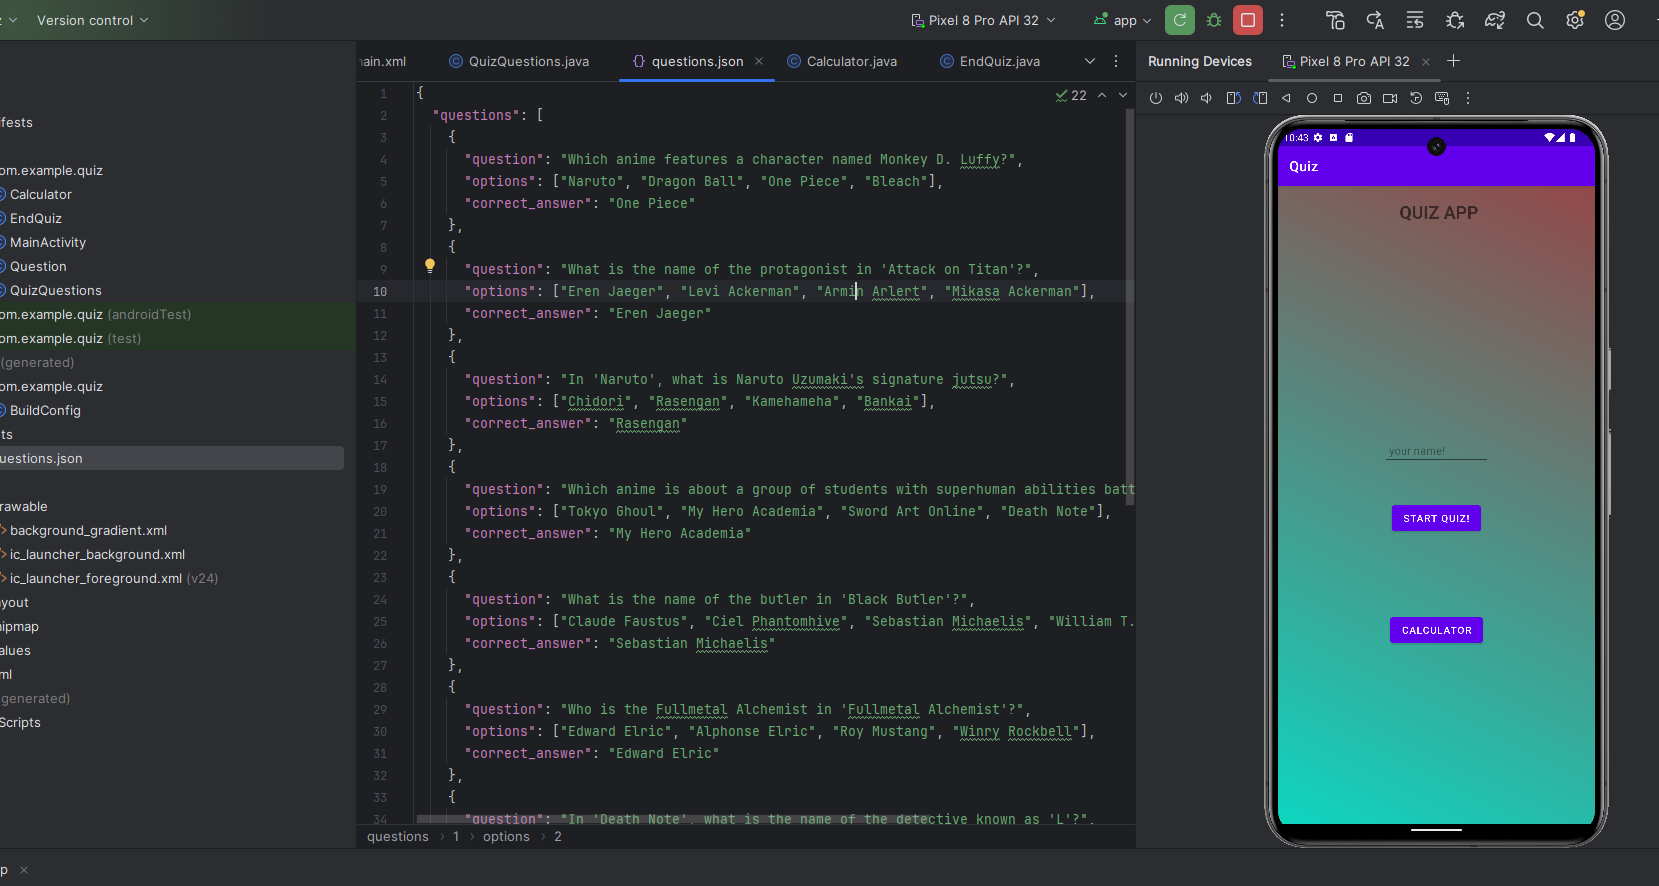 Version control
Pixel 8 Pro API 32
app
ain.xml
QuizQuestions.java
questions.json
Calculator.java
EndQuiz.java
Running Devices
Pixel 8 Pro API 32
ifests
om.example.quiz
Calculator
EndQuiz
MainActivity
Question
QuizQuestions
om.example.quiz (androidTest)
om.example.quiz (test)
(generated)
om.example.quiz
BuildConfig
ts
uestions.json
rawable
background_gradient.xml
ic_launcher_background.xml
ic_launcher_foreground.xml (v24)
yout
ipmap
alues
ml
generated)
Scripts
22
1 {
2 "questions": [
3 {
4 "question": "Which anime features a character named Monkey D. Luffy?",
5 "options": ["Naruto", "Dragon Ball", "One Piece", "Bleach"],
6 "correct_answer": "One Piece"
7 },
8 {
9 "question": "What is the name of the protagonist in 'Attack on Titan'?",
10 "options": ["Eren Jaeger", "Levi Ackerman", "Armin Arlert", "Mikasa Ackerman"],
11 "correct_answer": "Eren Jaeger"
12 },
13 {
14 "question": "In 'Naruto', what is Naruto Uzumaki's signature jutsu?",
15 "options": ["Chidori", "Rasengan", "Kamehameha", "Bankai"],
16 "correct_answer": "Rasengan"
17 },
18 {
19 "question": "Which anime is about a group of students with superhuman abilities batt
20 "options": ["Tokyo Ghoul", "My Hero Academia", "Sword Art Online", "Death Note"],
21 "correct_answer": "My Hero Academia"
22 },
23 {
24 "question": "What is the name of the butler in 'Black Butler'?",
25 "options": ["Claude Faustus", "Ciel Phantomhive", "Sebastian Michaelis", "William T.
26 "correct_answer": "Sebastian Michaelis"
27 },
28 {
29 "question": "Who is the Fullmetal Alchemist in 'Fullmetal Alchemist'?",
30 "options": ["Edward Elric", "Alphonse Elric", "Roy Mustang", "Winry Rockbell"],
31 "correct_answer": "Edward Elric"
32 },
33 {
34 "question": "In 'Death Note', what is the name of the detective known as 'L'?",
questions › 1 › options › 2
p
10:43
Quiz
QUIZ APP
your name!
START QUIZ!
CALCULATOR